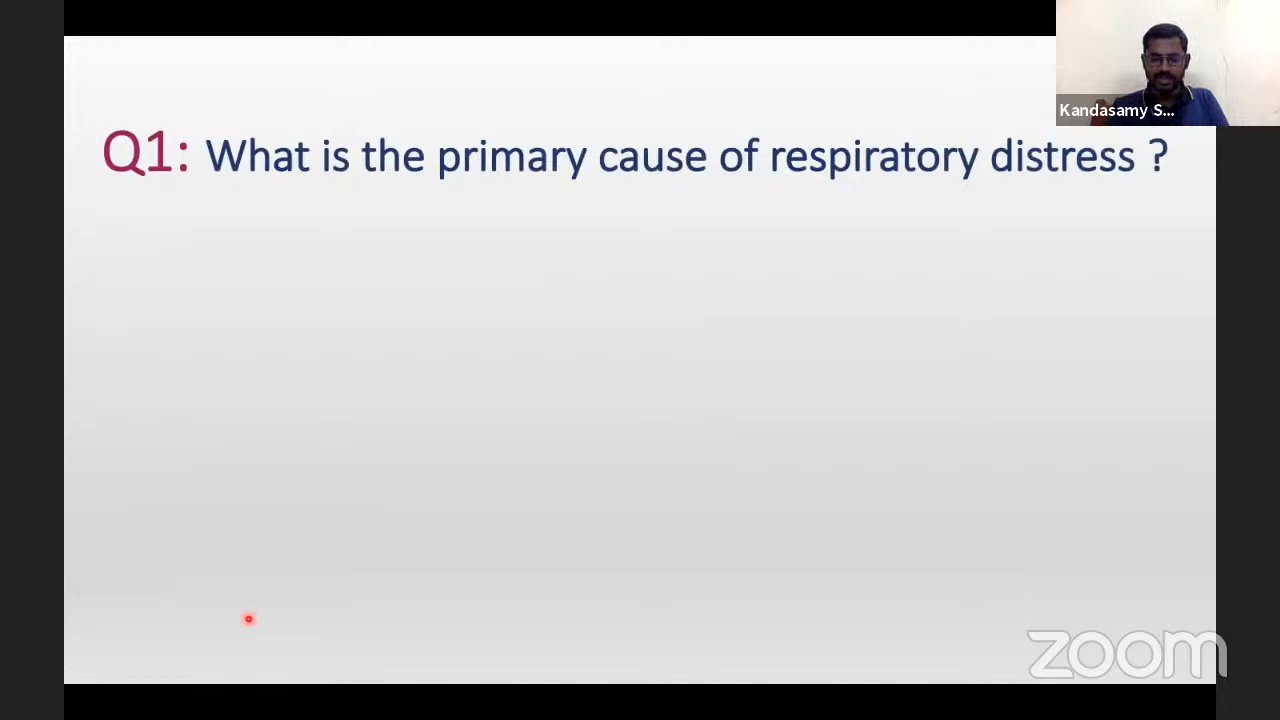 Kandasamy S...
Q1: What is the primary cause of respiratory distress ?
zoom